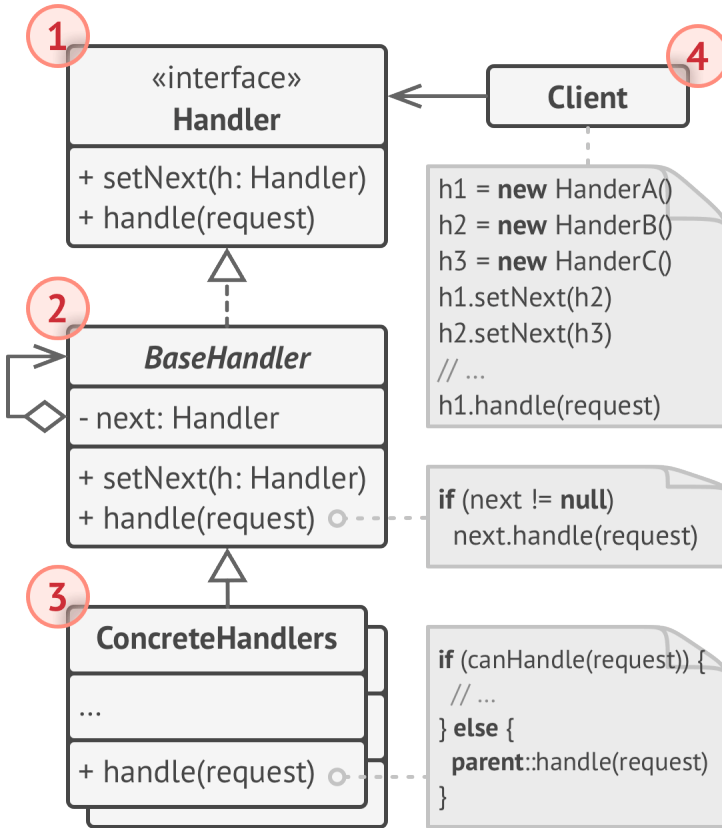 1
«interface»
Handler
+ setNext(h: Handler)
+ handle(request)
4
Client
h1 = new HanderA()
h2 = new HanderB()
h3 = new HanderC()
h1.setNext(h2)
h2.setNext(h3)
// ...
h1.handle(request)
2
BaseHandler
- next: Handler
+ setNext(h: Handler)
+ handle(request)
if (next != null)
next.handle(request)
3
ConcreteHandlers
...
+ handle(request)
if (canHandle(request)) {
// ...
} else {
parent::handle(request)
}